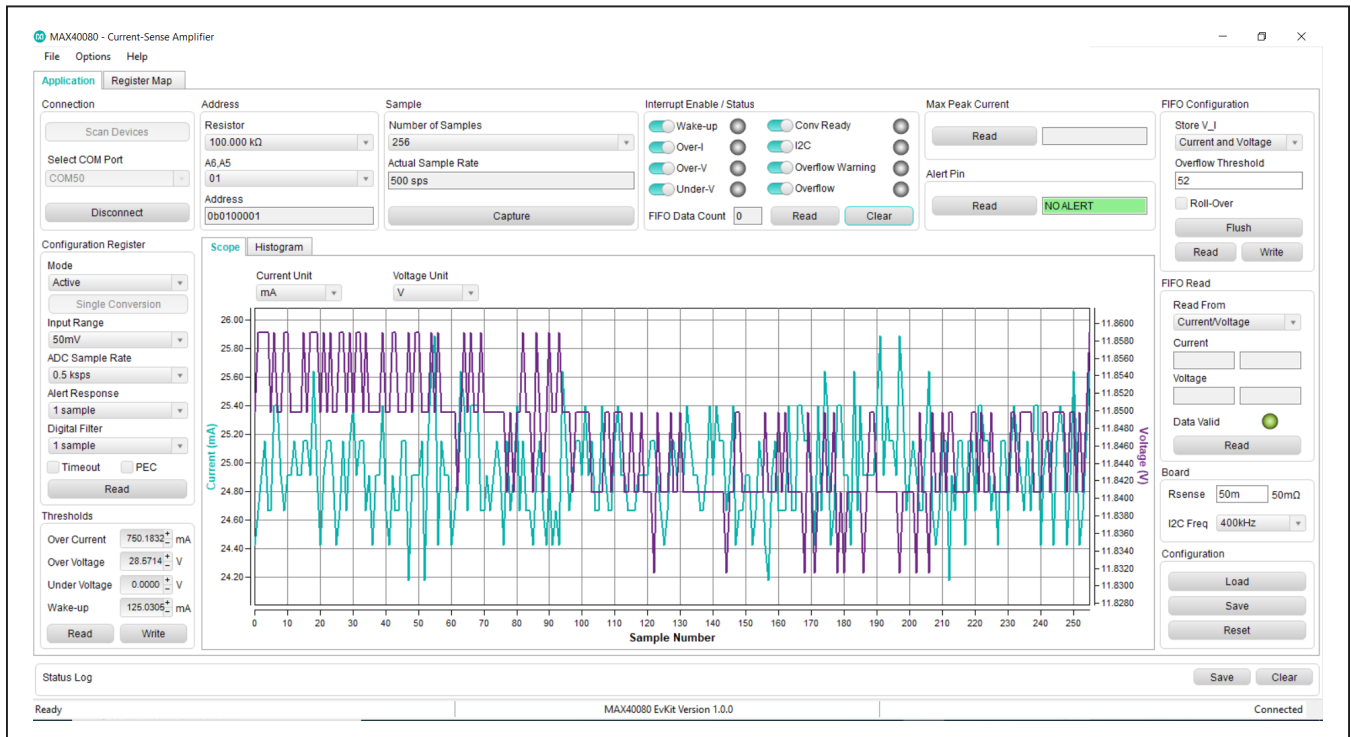 MAX40080 - Current-Sense Amplifier
File Options Help
Application Register Map
Connection
Scan Devices
Select COM Port
COM50
Disconnect
Address
Resistor
100.000 kΩ
A6,A5
01
Address
0b0100001
Sample
Number of Samples
256
Actual Sample Rate
500 sps
Capture
Interrupt Enable / Status
Wake-up Conv Ready
Over-I I2C
Over-V Overflow Warning
Under-V Overflow
FIFO Data Count 0 Read Clear
Max Peak Current
Read
Alert Pin
Read NO ALERT
FIFO Configuration
Store V_I
Current and Voltage
Overflow Threshold
52
Roll-Over
Flush
Read Write
Configuration Register
Mode
Active
Single Conversion
Input Range
50mV
ADC Sample Rate
0.5 ksps
Alert Response
1 sample
Digital Filter
1 sample
Timeout PEC
Read
Thresholds
Over Current 750.1832 mA
Over Voltage 28.5714 V
Under Voltage 0.0000 V
Wake-up 125.0305 mA
Read Write
Scope Histogram
Current Unit Voltage Unit
mA V
Current (mA)
26.00
25.80
25.60
25.40
25.20
25.00
24.80
24.60
24.40
24.20
0 10 20 30 40 50 60 70 80 90 100 110 120 130 140 150 160 170 180 190 200 210 220 230 240 250
Sample Number
11.8600
11.8580
11.8560
11.8540
11.8520
11.8500
11.8480
11.8460
11.8440
11.8420
11.8400
11.8380
11.8360
11.8340
11.8320
11.8300
11.8280
Voltage (V)
FIFO Read
Read From
Current/Voltage
Current
Voltage
Data Valid
Read
Board
Rsense 50m 50mΩ
I2C Freq 400kHz
Configuration
Load
Save
Reset
Status Log Save Clear
Ready MAX40080 EvKit Version 1.0.0 Connected